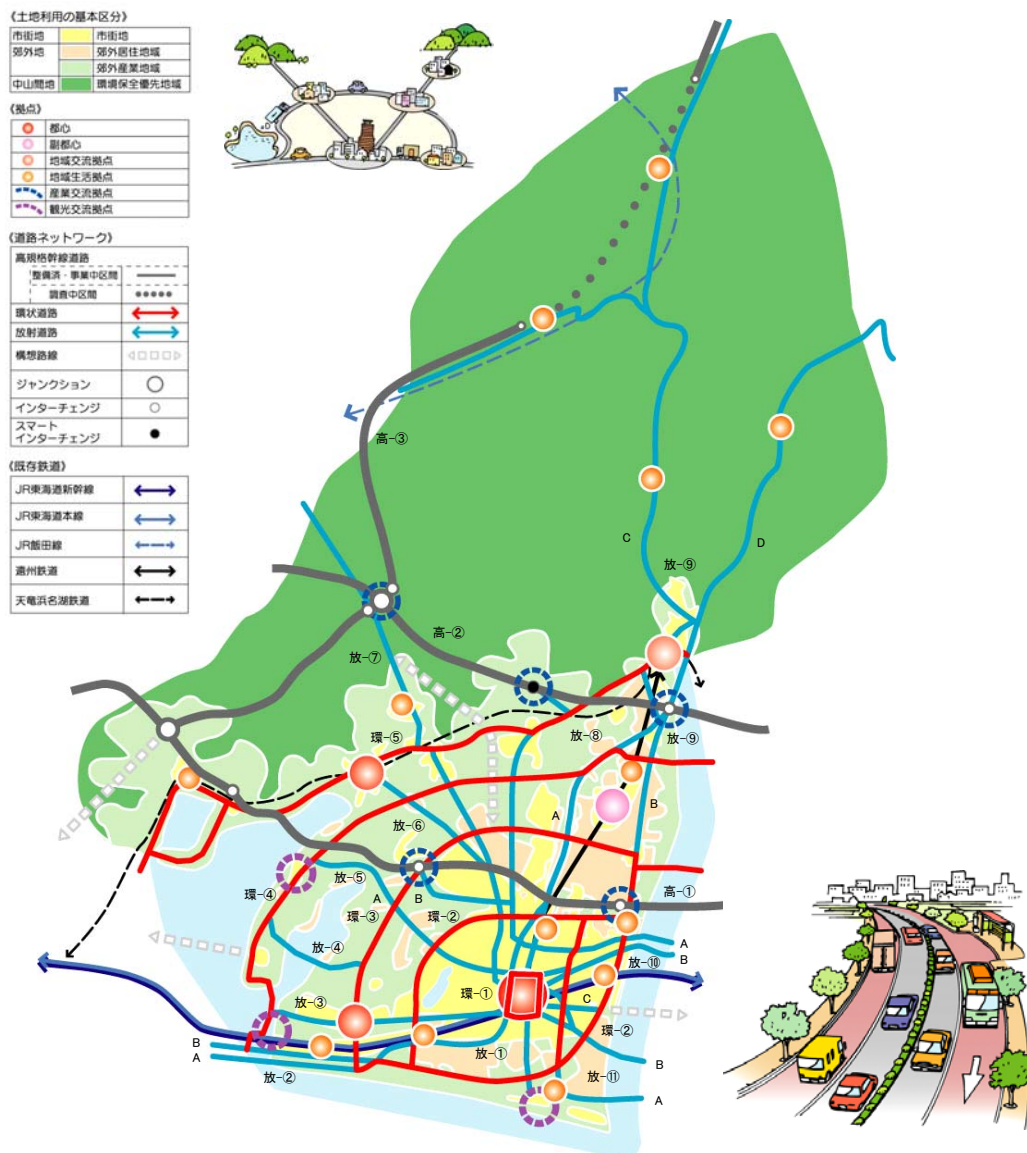 《土地利用の基本区分》
市街地 市街地
郊外地 郊外居住地域
郊外産業地域
中山間地 環境保全優先地域
《拠点》
都心
副都心
地域交流拠点
地域生活拠点
産業交流拠点
観光交流拠点
《道路ネットワーク》
高規格幹線道路
整備済・事業中区間
調査中区間
環状道路
放射道路
構想路線
ジャンクション
インターチェンジ
スマート
インターチェンジ
《既存鉄道》
JR東海道新幹線
JR東海道本線
JR飯田線
遠州鉄道
天竜浜名湖鉄道
高-③
C
D
放-⑨
高-②
放-⑦
環-⑤
放-⑧
放-⑨
A
B
放-⑥
放-⑤
環-④
A
B
環-③
環-②
高-①
放-④
A
B
放-⑩
環-①
C
放-③
環-②
B
A
放-②
放-①
放-⑪
B
A